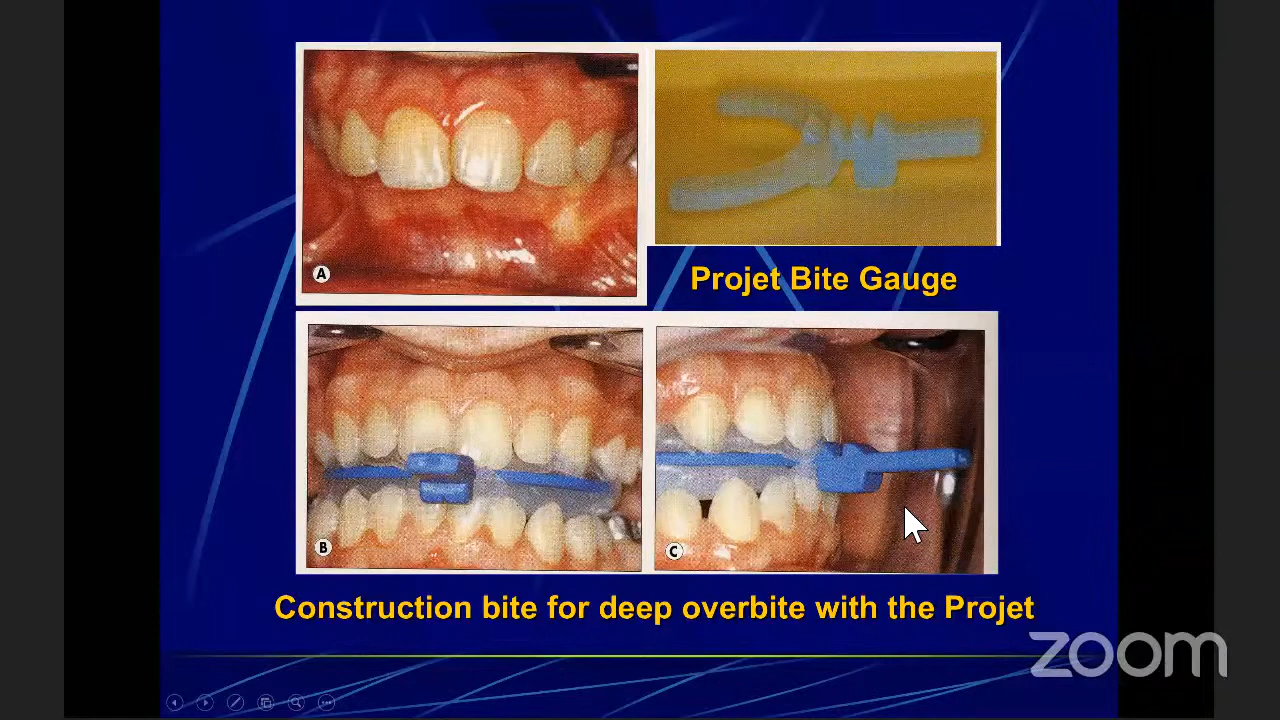 A
Projet Bite Gauge
B
C
Construction bite for deep overbite with the Projet
zoom